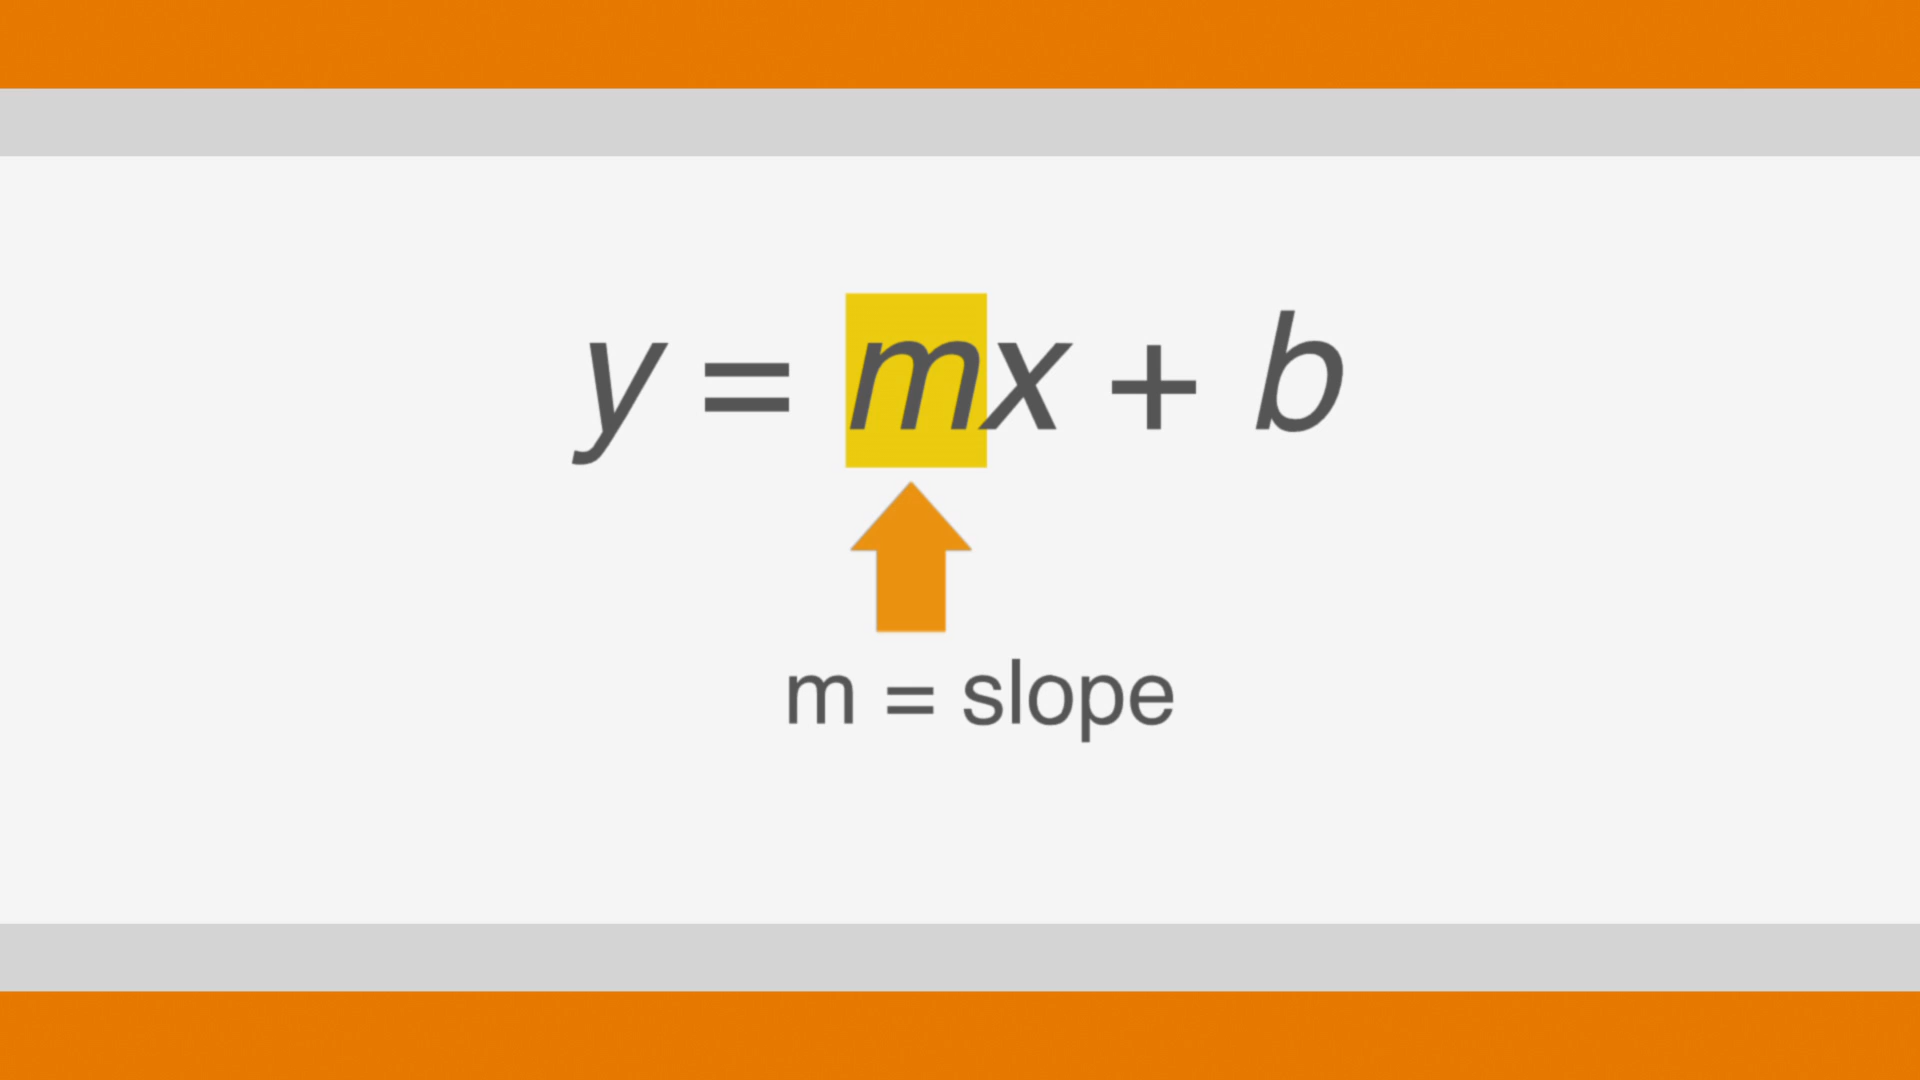 y = mx + b
m = slope